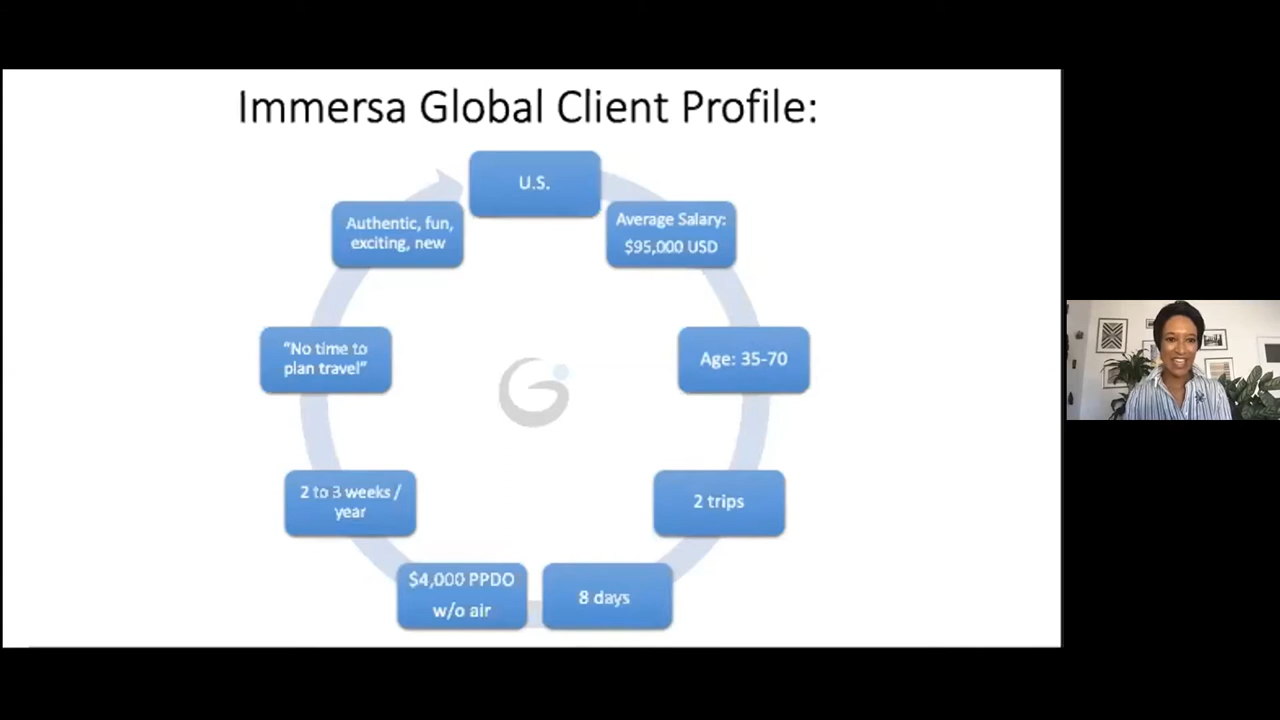 Immersa Global Client Profile:
U.S.
Average Salary:
$95,000 USD
Age: 35-70
2 trips
8 days
$4,000 PPDO
w/o air
2 to 3 weeks /
year
“No time to
plan travel”
Authentic, fun,
exciting, new